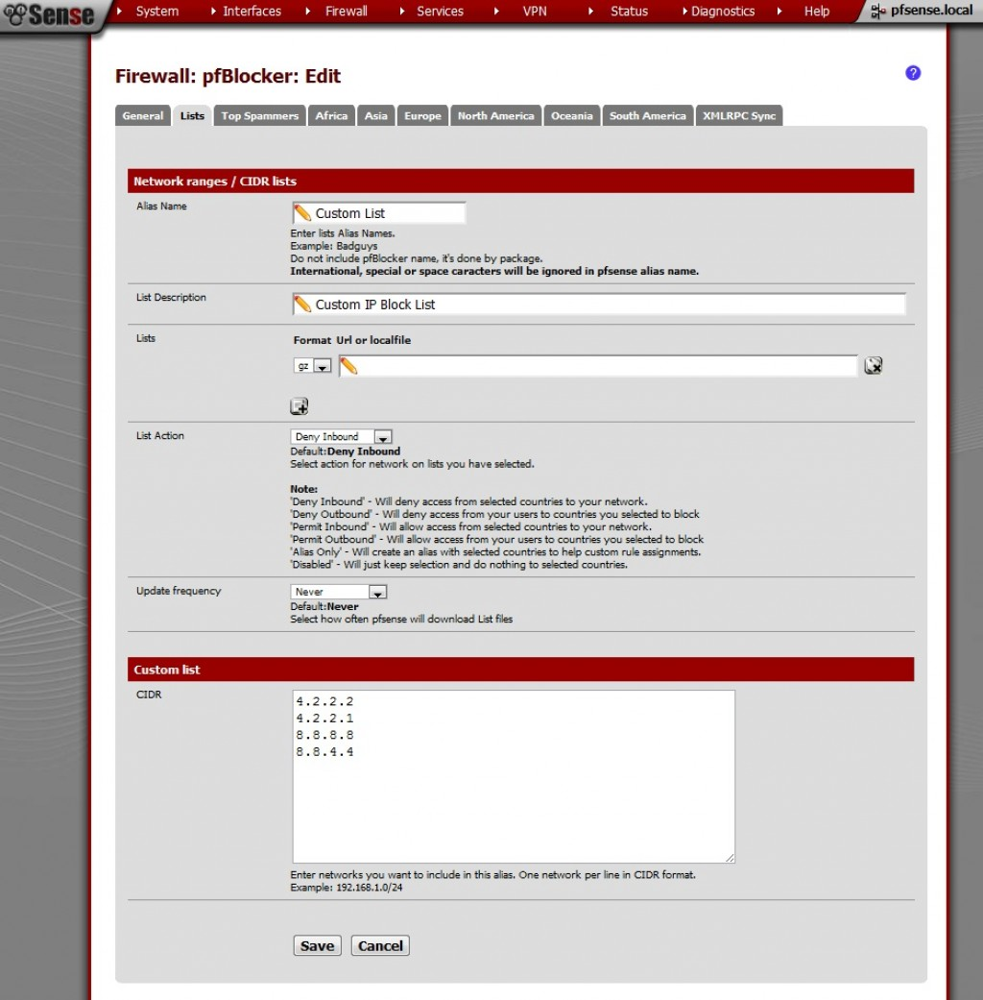 Sense
System Interfaces Firewall Services VPN Status Diagnostics Help pfsense.local
Firewall: pfBlocker: Edit
?
General Lists Top Spammers Africa Asia Europe North America Oceania South America XMLRPC Sync
Network ranges / CIDR lists
Alias Name
Custom List
Enter lists Alias Names.
Example: Badguys
Do not include pfBlocker name, it's done by package.
International, special or space caracters will be ignored in pfsense alias name.
List Description
Custom IP Block List
Lists
Format Url or localfile
gz
List Action
Deny Inbound
Default:Deny Inbound
Select action for network on lists you have selected.
Note:
'Deny Inbound' - Will deny access from selected countries to your network.
'Deny Outbound' - Will deny access from your users to countries you selected to block
'Permit Inbound' - Will allow access from selected countries to your network.
'Permit Outbound' - Will allow access from your users to countries you selected to block
'Alias Only' - Will create an alias with selected countries to help custom rule assignments.
'Disabled' - Will just keep selection and do nothing to selected countries.
Update frequency
Never
Default:Never
Select how often pfsense will download List files
Custom list
CIDR
4.2.2.2
4.2.2.1
8.8.8.8
8.8.4.4
Enter networks you want to include in this alias. One network per line in CIDR format.
Example: 192.168.1.0/24
Save Cancel